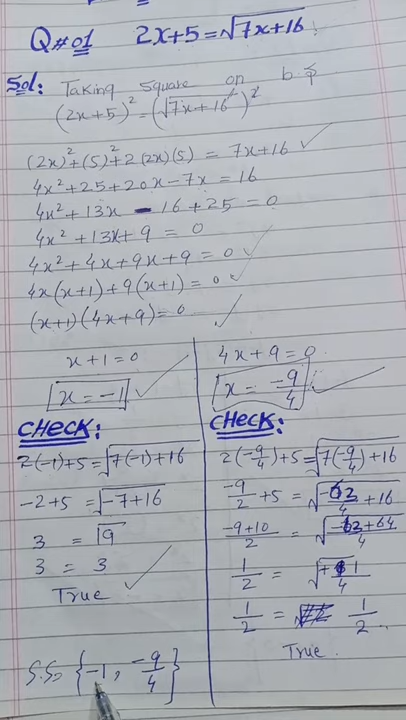 Q#01 2x+5=√7x+16
Sol: Taking Square on b.s
(2x+5)² = (√7x+16)²
(2x)²+(5)²+2(2x)(5) = 7x+16
4x²+25+20x-7x = 16
4x²+13x-16+25 = 0
4x²+13x+9 = 0
4x²+4x+9x+9 = 0
4x(x+1)+9(x+1) = 0
(x+1)(4x+9) = 0
x+1 = 0
x = -1
CHECK:
2(-1)+5 = √7(-1)+16
-2+5 = √-7+16
3 = √9
3 = 3
True
4x+9 = 0
x = -9/4
CHECK:
2(-9/4)+5 = √7(-9/4)+16
-9/2+5 = √-63/4+16
-9+10/2 = √-63+64/4
1/2 = √+1/4
1/2 = 1/2
True.
S.S = {-1, -9/4}